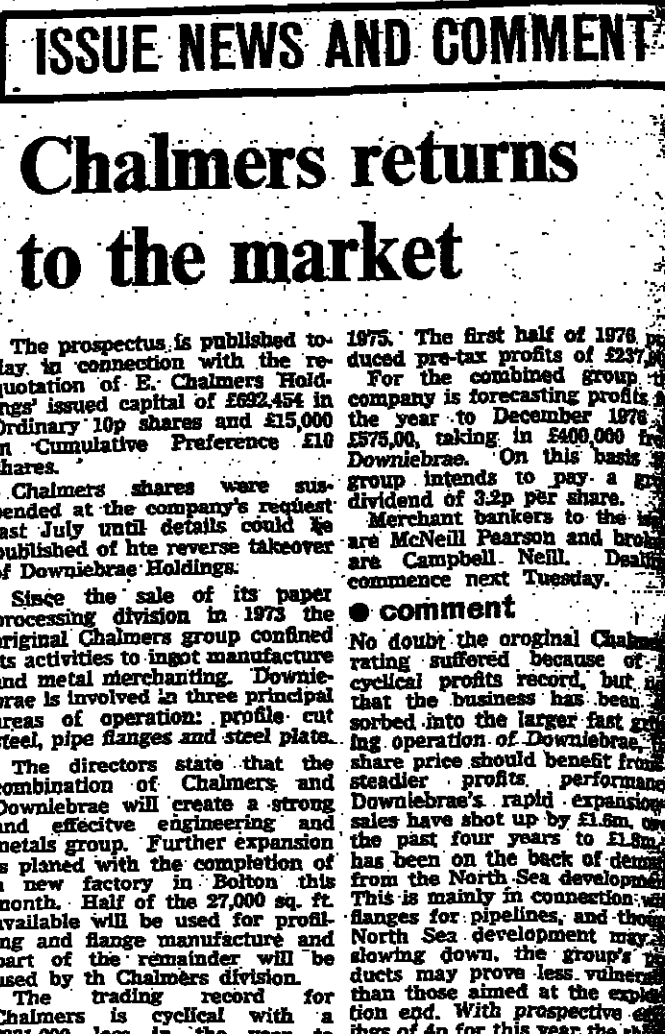 ISSUE NEWS AND COMMENT
Chalmers returns
to the market
The prospectus is published to-
day in connection with the re-
quotation of E. Chalmers Hold-
ings' issued capital of £692,454 in
Ordinary 10p shares and £15,000
in Cumulative Preference £10
shares.
Chalmers shares were sus-
pended at the company's request
last July until details could be
published of hte reverse takeover
of Downiebrae Holdings.
Since the sale of its paper
processing division in 1973 the
original Chalmers group confined
its activities to ingot manufacture
and metal merchanting. Downie-
brae is involved in three principal
areas of operation: profile cut
steel, pipe flanges and steel plate.
The directors state that the
combination of Chalmers and
Downiebrae will create a strong
and effecitve engineering and
metals group. Further expansion
is planed with the completion of
a new factory in Bolton this
month. Half of the 27,000 sq. ft.
available will be used for profil-
ing and flange manufacture and
part of the remainder will be
used by th Chalmers division.
The trading record for
Chalmers is cyclical with a
loss in the year to
1975. The first half of 1976
duced pre-tax profits of
For the combined group
company is forecasting profits
the year to December 1976
£575,00, taking in £400,000
Downiebrae. On this basis
group intends to pay a
dividend of 3.2p per share.
Merchant bankers to the
are McNeill Pearson and
are Campbell Neill.
commence next Tuesday.
● comment
No doubt the oroginal
rating suffered because of
cyclical profits record, but
that the business has been
sorbed into the larger fast
ing operation of Downiebrae,
share price should benefit from
steadier profits performance
Downiebrae's rapid expansion
sales have shot up by £1.6m,
the past four years to £1.8m,
has been on the back of
from the North Sea
This is mainly in connection
flanges for pipelines, and
North Sea development may
slowing down, the group's
ducts may prove less
than those aimed at the
tion end. With prospective
ings of 4p for this year the